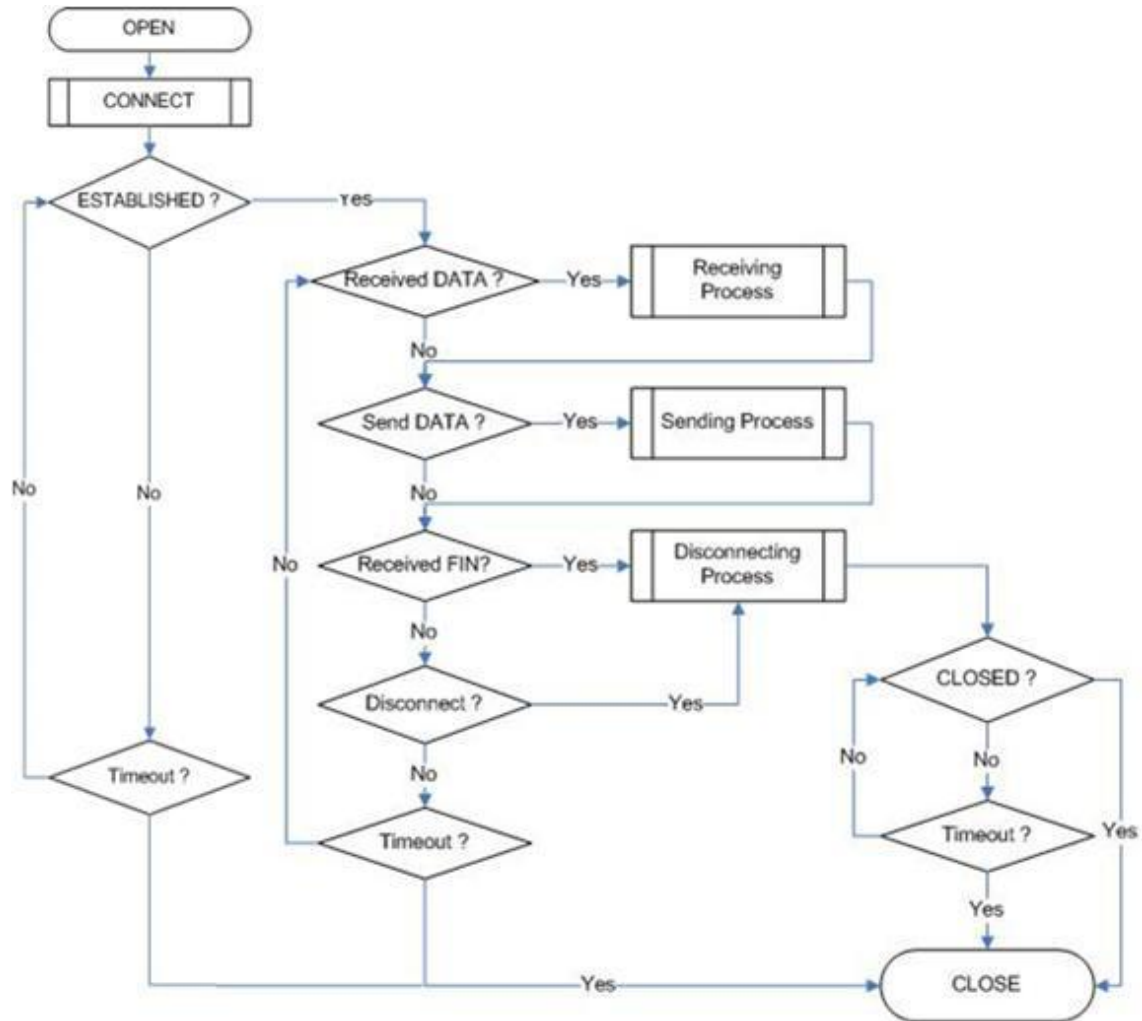 OPEN
CONNECT
ESTABLISHED ?
Yes
Received DATA ?
Yes
Receiving
Process
No
Send DATA ?
Yes
Sending Process
No
No
No
Received FIN?
Yes
Disconnecting
Process
No
No
Disconnect ?
Yes
CLOSED ?
No
No
No
Timeout ?
Timeout ?
Timeout ?
Yes
Yes
Yes
CLOSE